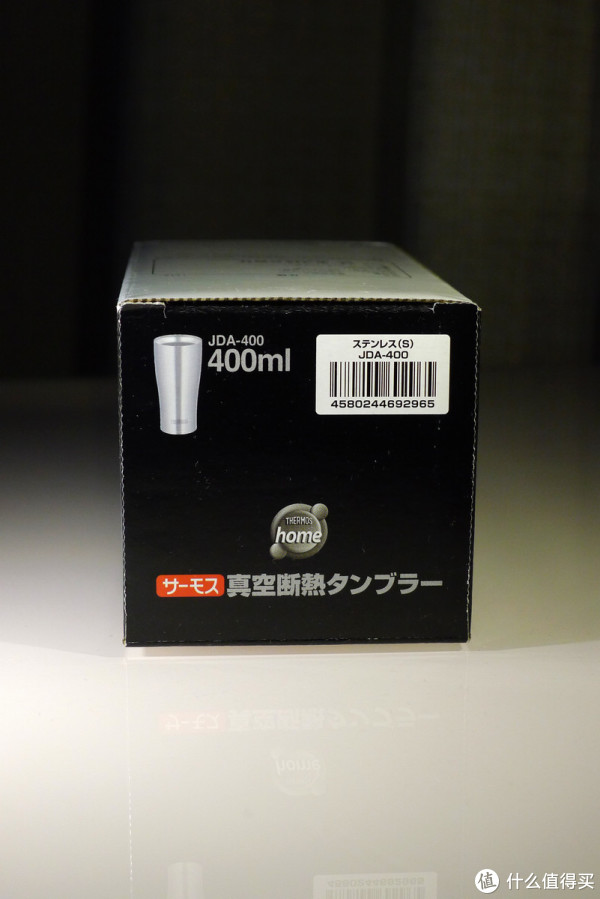 JDA-400
400ml
ステンレス(S)
JDA-400
4580244692965
THERMOS
home
サーモス 真空断熱タンブラー
值 什么值得买